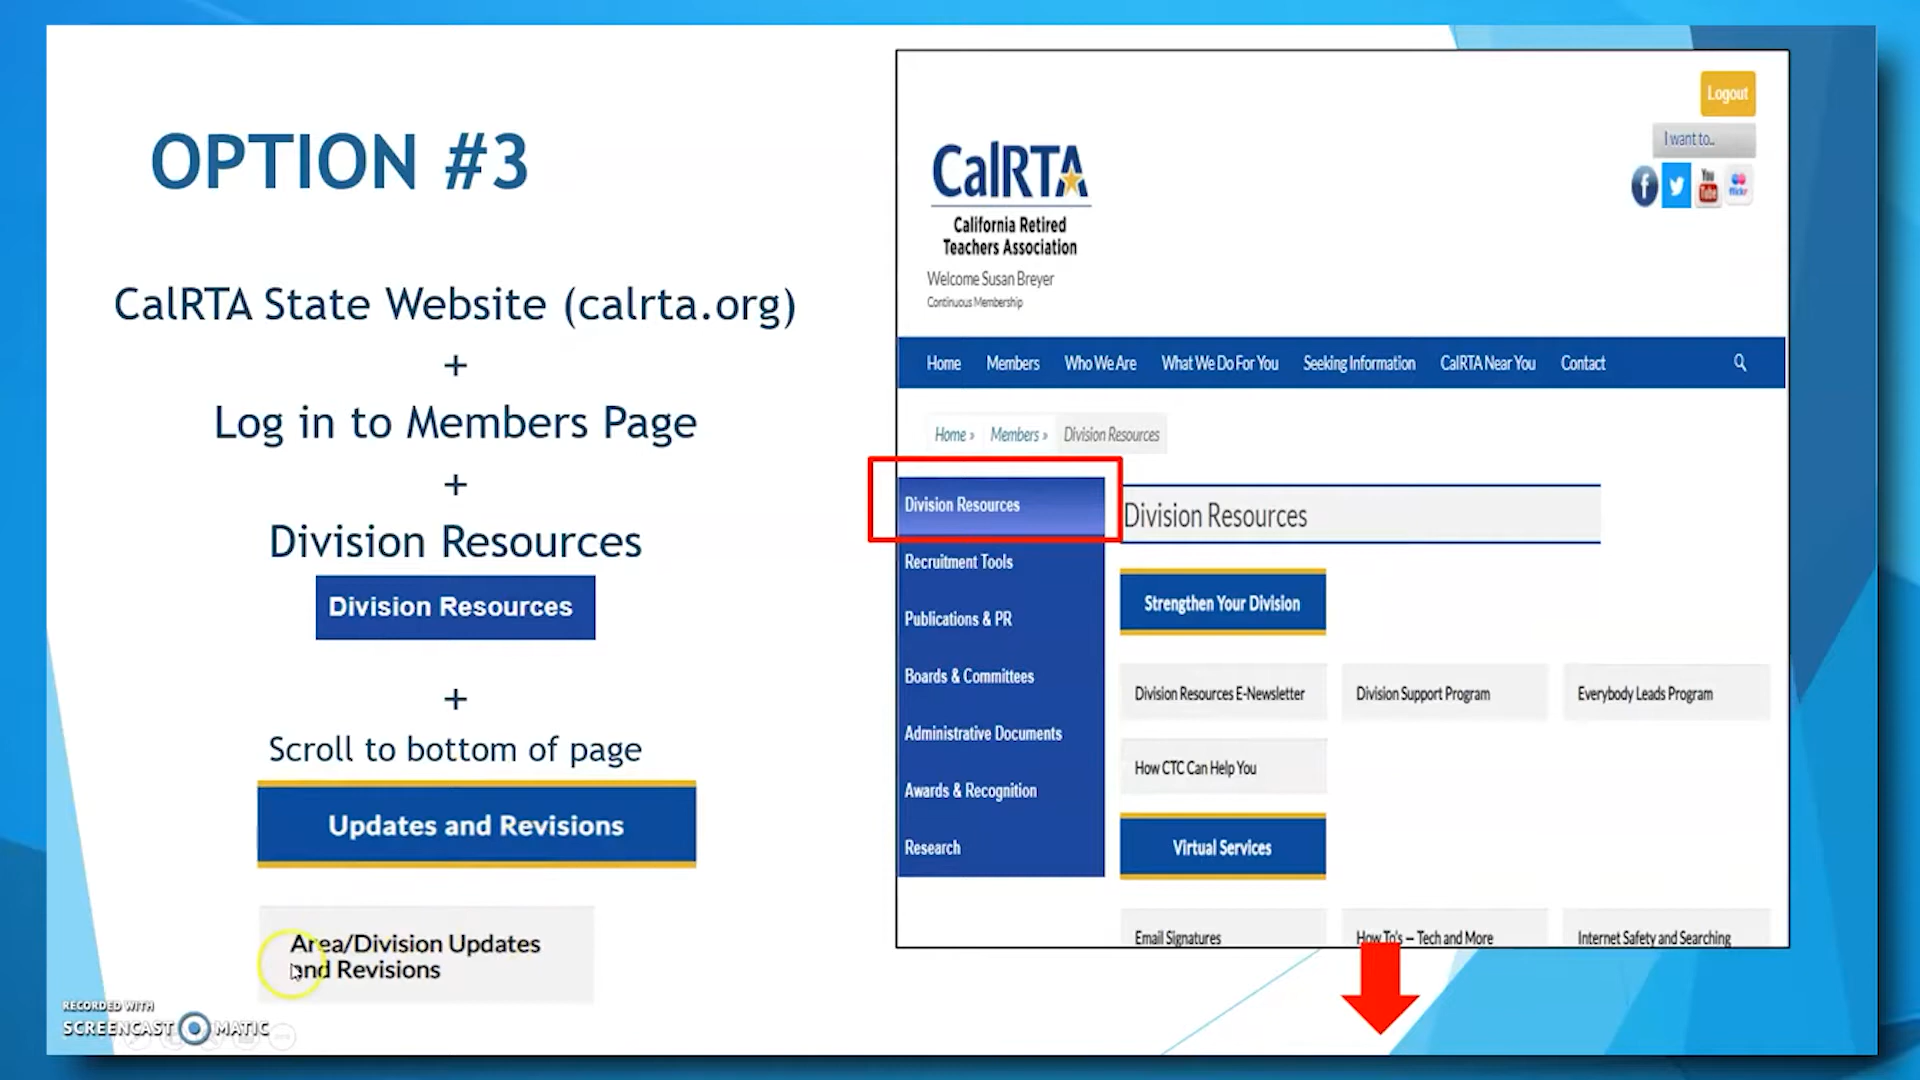 OPTION #3
CalRTA State Website (calrta.org)
+
Log in to Members Page
+
Division Resources
Division Resources
+
Scroll to bottom of page
Updates and Revisions
Area/Division Updates
and Revisions
RECORDED WITH
SCREENCAST MATIC
Logout
I want to..
You
Tube
flickr
CalRTA
California Retired
Teachers Association
Welcome Susan Breyer
Continuous Membership
Home Members Who We Are What We Do For You Seeking Information CalRTA Near You Contact
Home » Members » Division Resources
Division Resources
Recruitment Tools
Publications & PR
Boards & Committees
Administrative Documents
Awards & Recognition
Research
Division Resources
Strengthen Your Division
Division Resources E-Newsletter Division Support Program Everybody Leads Program
How CTC Can Help You
Virtual Services
Email Signatures How To's – Tech and More Internet Safety and Searching